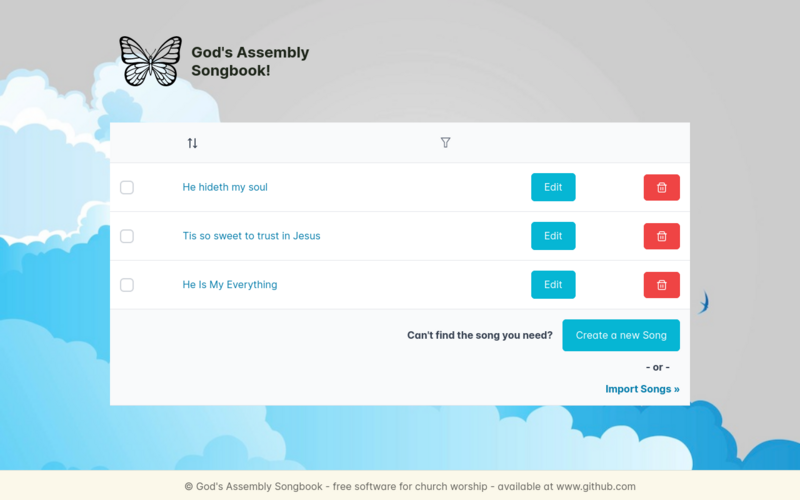 God's Assembly
Songbook!
He hideth my soul
Edit
Tis so sweet to trust in Jesus
Edit
He Is My Everything
Edit
Can't find the song you need?
Create a new Song
- or -
Import Songs »
© God's Assembly Songbook - free software for church worship - available at www.github.com